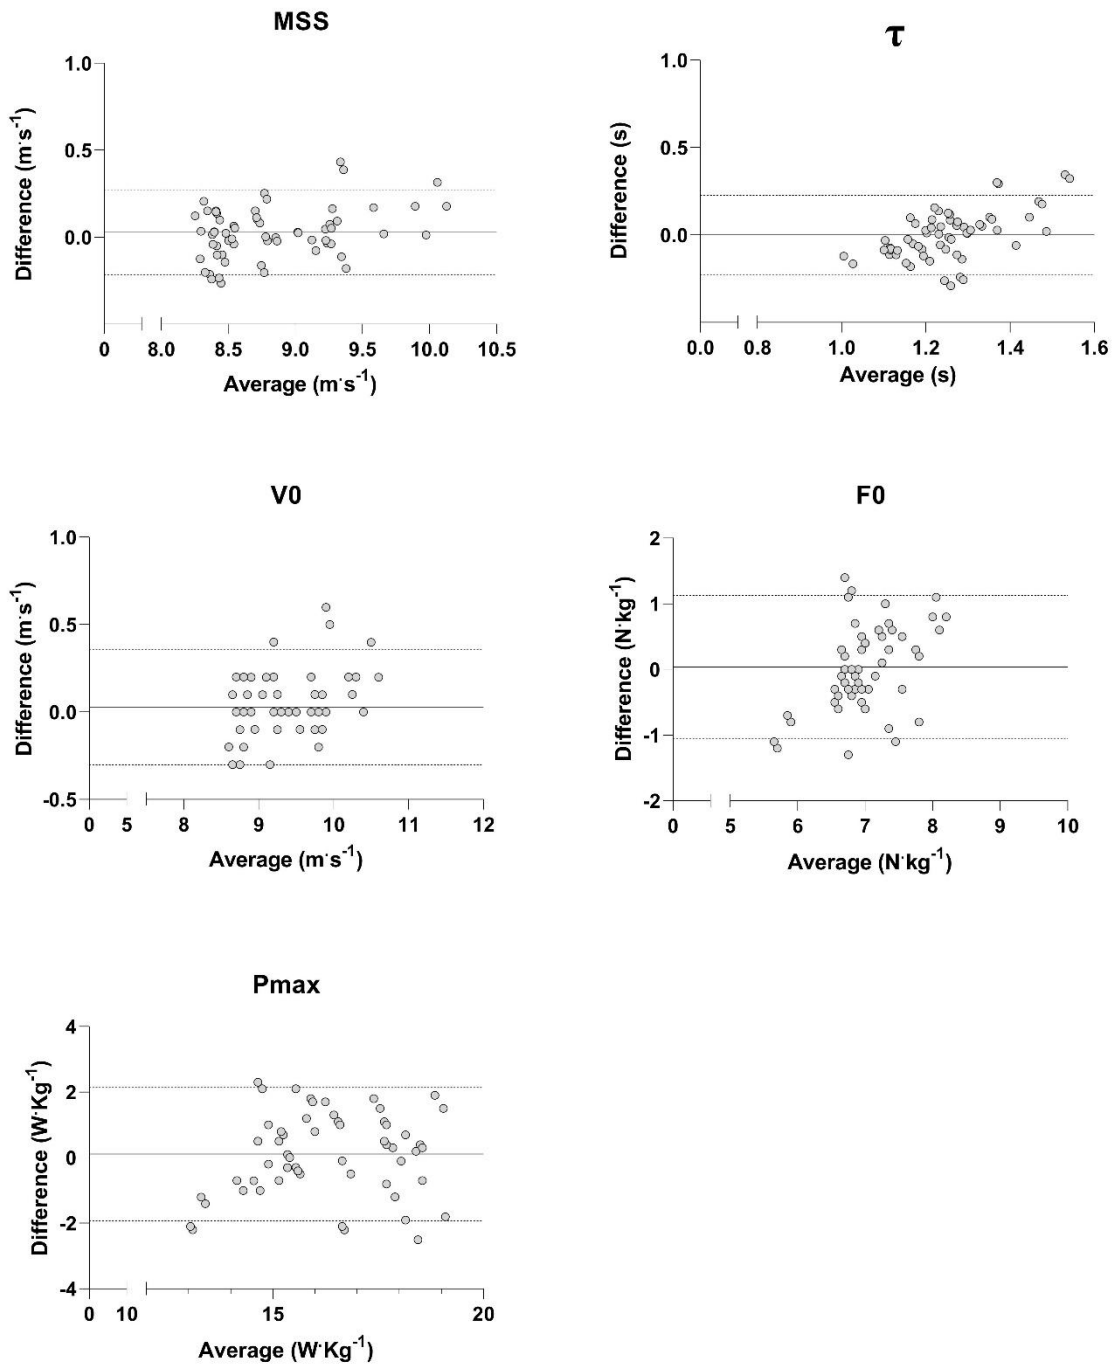 MSS
Difference (m·s⁻¹)
1.0
0.5
0.0
0 8.0 8.5 9.0 9.5 10.0 10.5
Average (m·s⁻¹)
τ
Difference (s)
1.0
0.5
0.0
0.0 0.8 1.0 1.2 1.4 1.6
Average (s)
V0
Difference (m·s⁻¹)
1.0
0.5
0.0
-0.5
0 5 8 9 10 11 12
Average (m·s⁻¹)
F0
Difference (N·kg⁻¹)
2
1
0
-1
-2
0 5 6 7 8 9 10
Average (N·kg⁻¹)
Pmax
Difference (W·Kg⁻¹)
4
2
0
-2
-4
0 10 15 20
Average (W·Kg⁻¹)